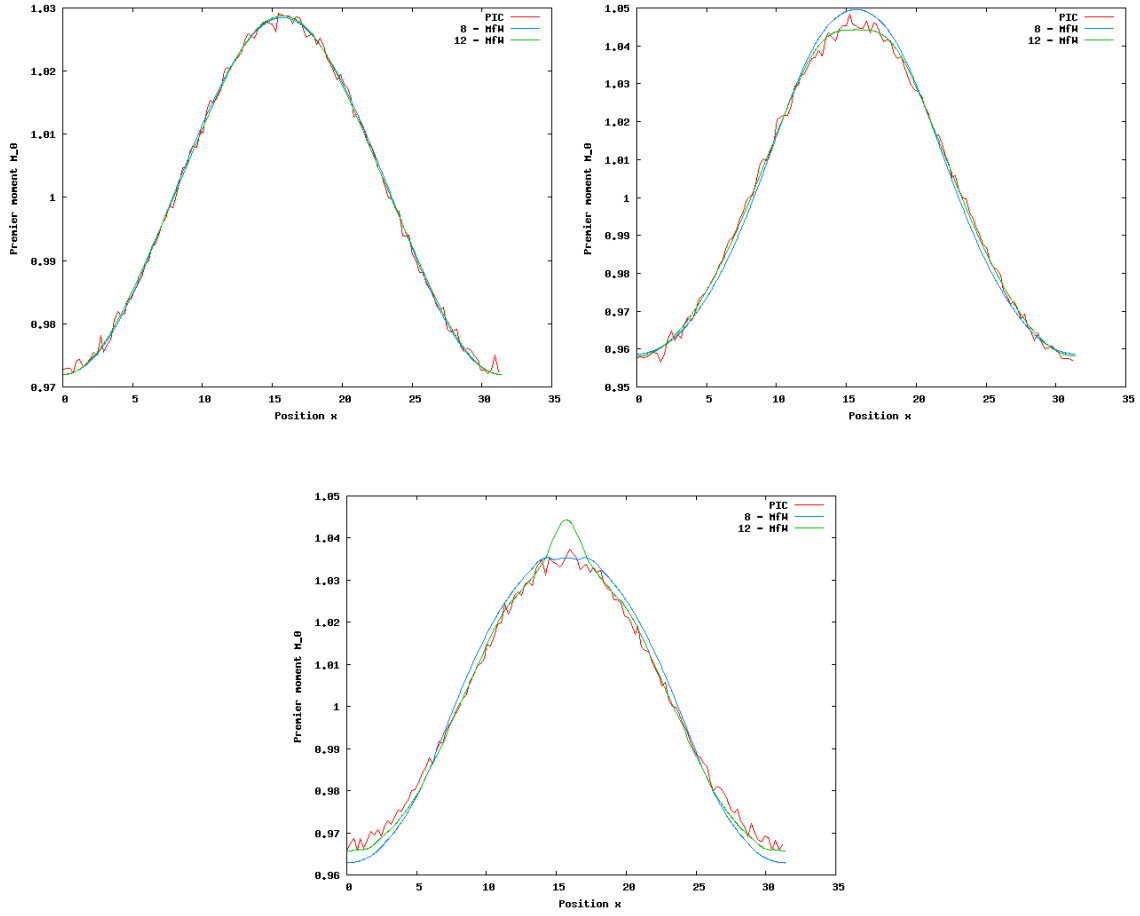 1.03
1.02
1.01
1
0.99
0.98
0.97
Premier moment M_0
0 5 10 15 20 25 30 35
Position x
PIC
8 - MfW
12 - MfW
1.05
1.04
1.03
1.02
1.01
1
0.99
0.98
0.97
0.96
0.95
Premier moment M_0
0 5 10 15 20 25 30 35
Position x
PIC
8 - MfW
12 - MfW
1.05
1.04
1.03
1.02
1.01
1
0.99
0.98
0.97
0.96
Premier moment M_0
0 5 10 15 20 25 30 35
Position x
PIC
8 - MfW
12 - MfW